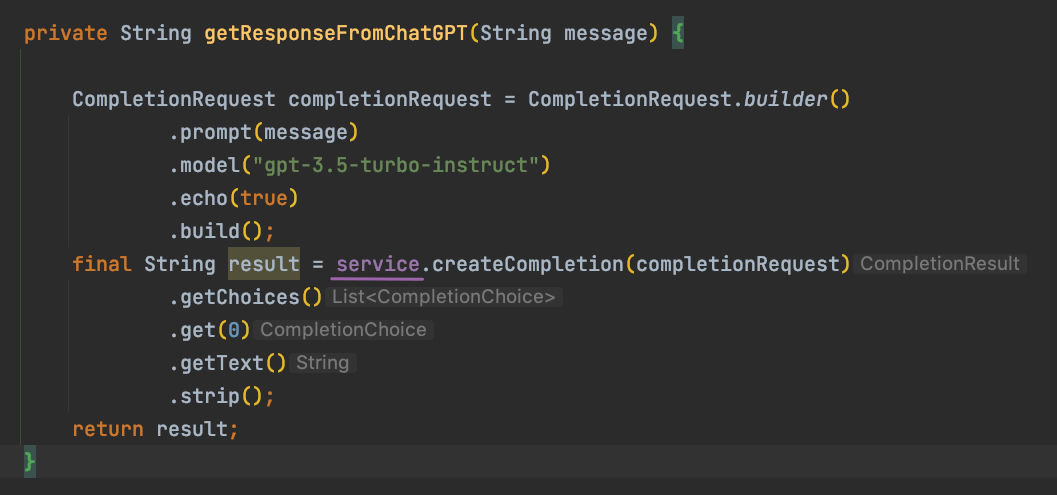 private String getResponseFromChatGPT(String message) {
CompletionRequest completionRequest = CompletionRequest.builder()
.prompt(message)
.model("gpt-3.5-turbo-instruct")
.echo(true)
.build();
final String result = service.createCompletion(completionRequest) CompletionResult
.getChoices() List<CompletionChoice>
.get(0) CompletionChoice
.getText() String
.strip();
return result;
}